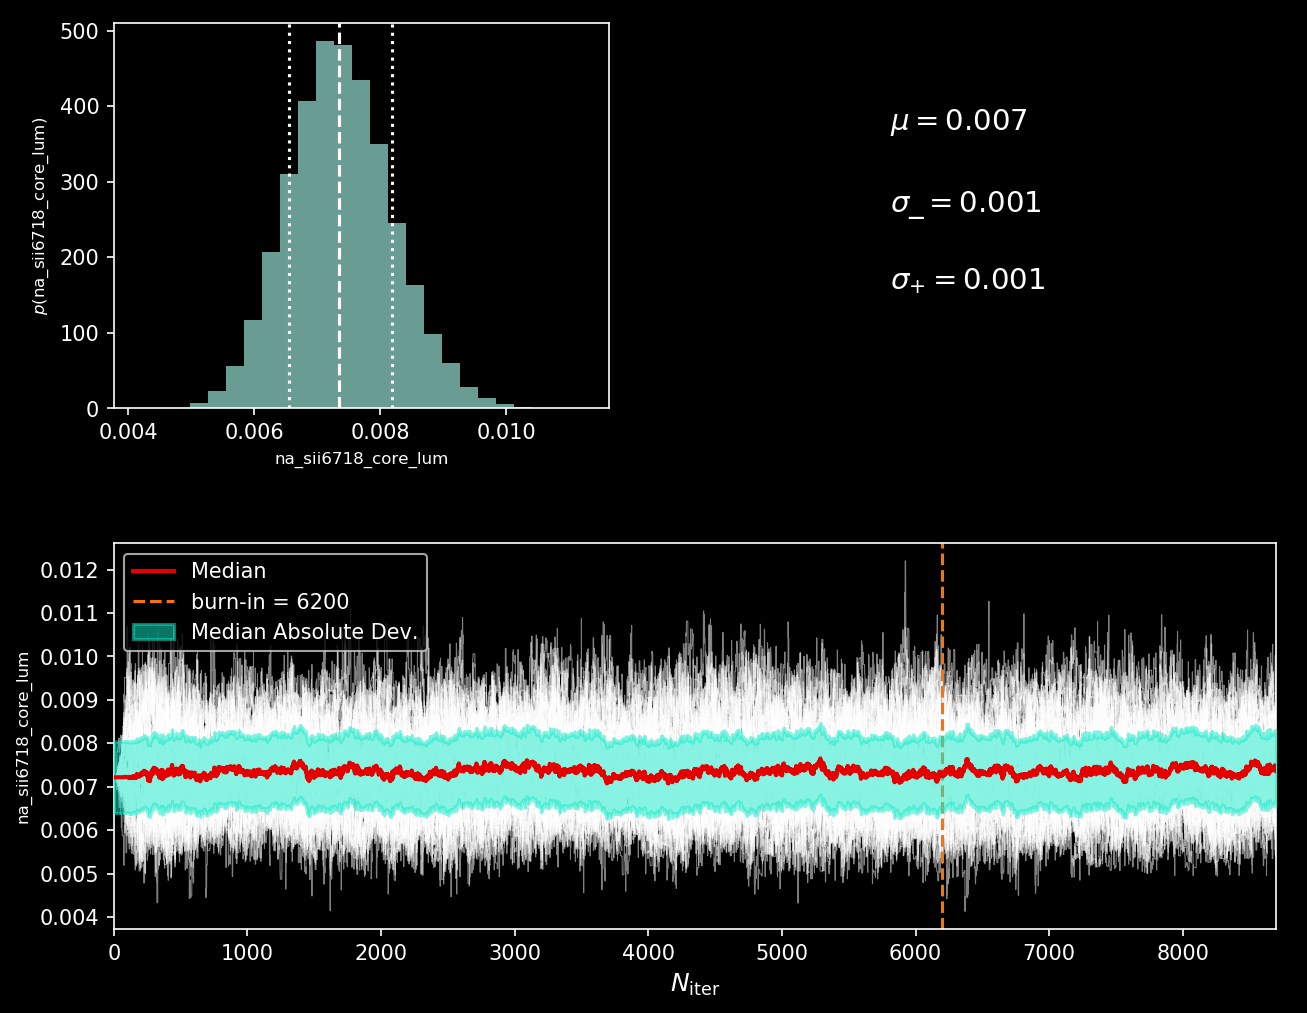 500
400
300
200
100
0
p(na_sii6718_core_lum)
0.004 0.006 0.008 0.010
na_sii6718_core_lum
μ = 0.007
σ− = 0.001
σ+ = 0.001
Median
burn-in = 6200
Median Absolute Dev.
0.012
0.011
0.010
0.009
0.008
0.007
0.006
0.005
0.004
na_sii6718_core_lum
0 1000 2000 3000 4000 5000 6000 7000 8000
Niter